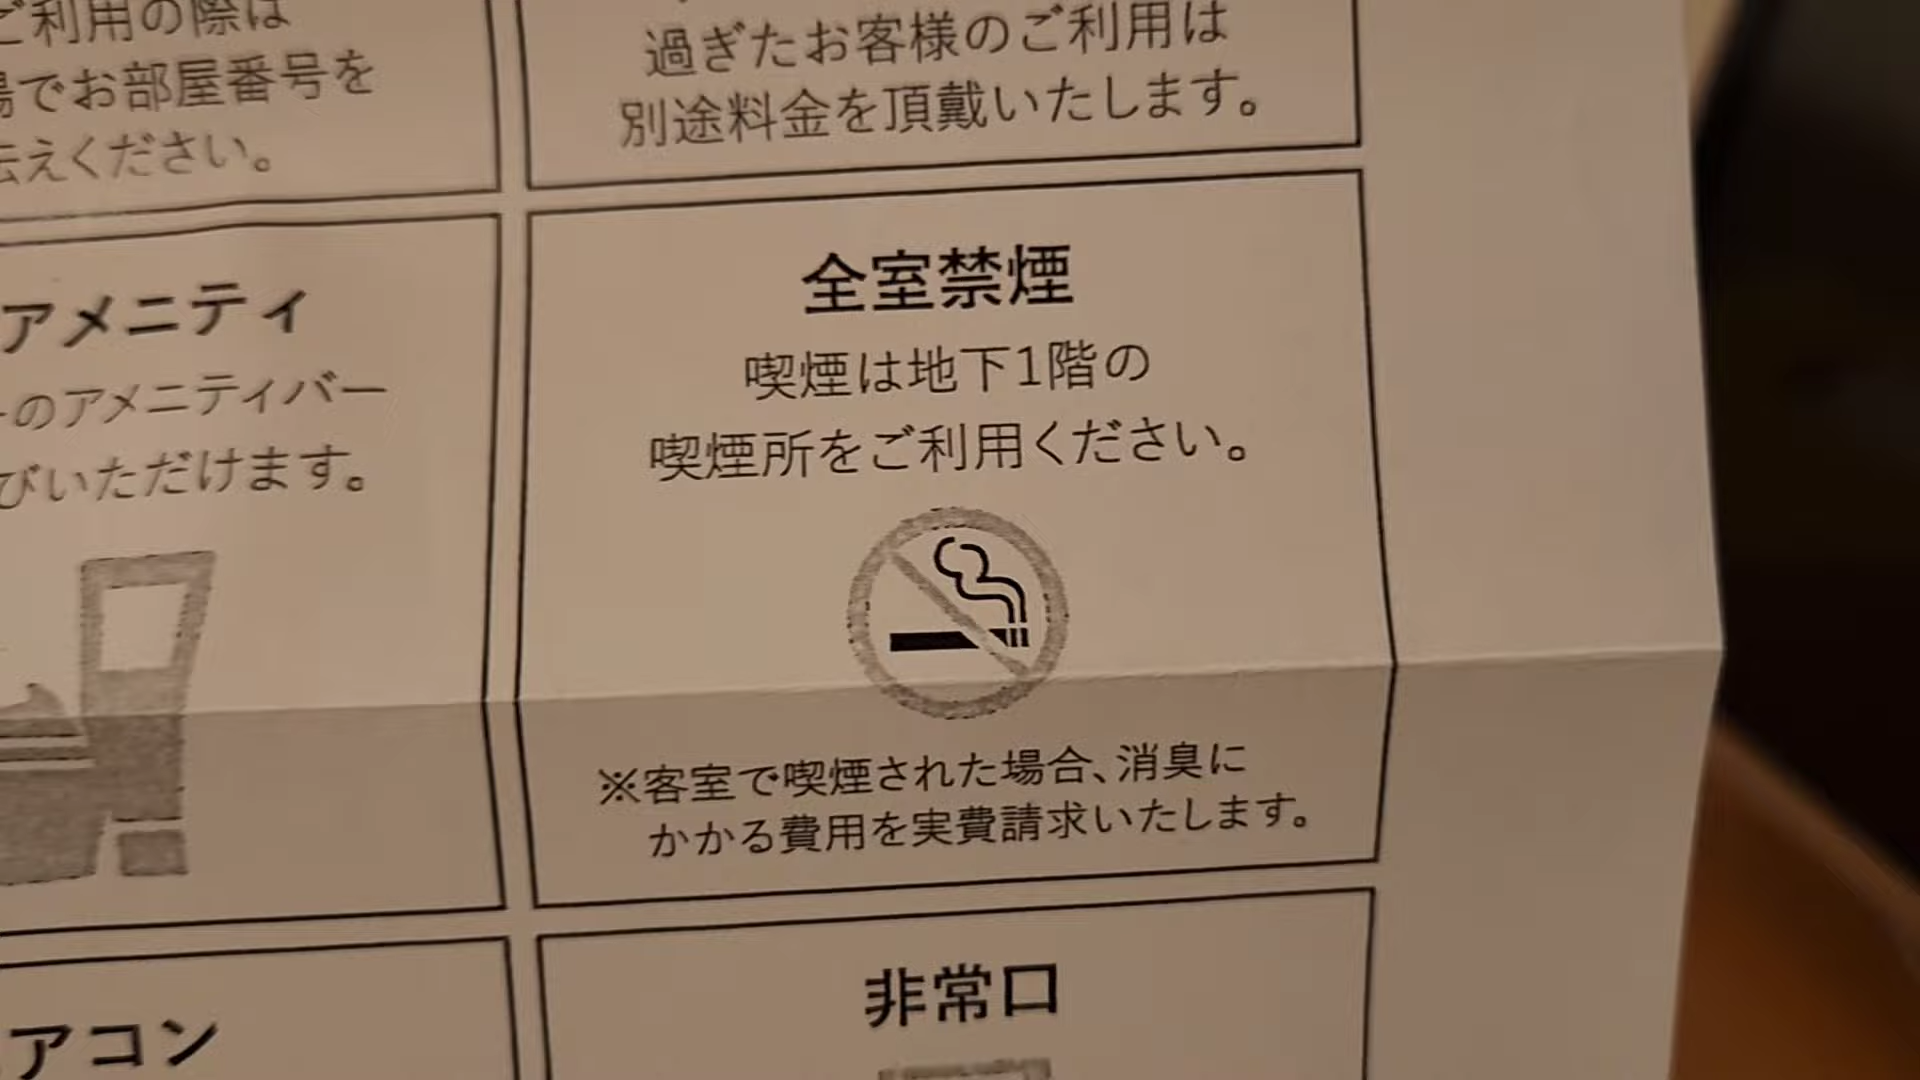 ご利用の際は
場でお部屋番号を
伝えください。
過ぎたお客様のご利用は
別途料金を頂戴いたします。
アメニティ
ーのアメニティバー
びいただけます。
全室禁煙
喫煙は地下1階の
喫煙所をご利用ください。
※客室で喫煙された場合、消臭に
かかる費用を実費請求いたします。
アコン
非常口